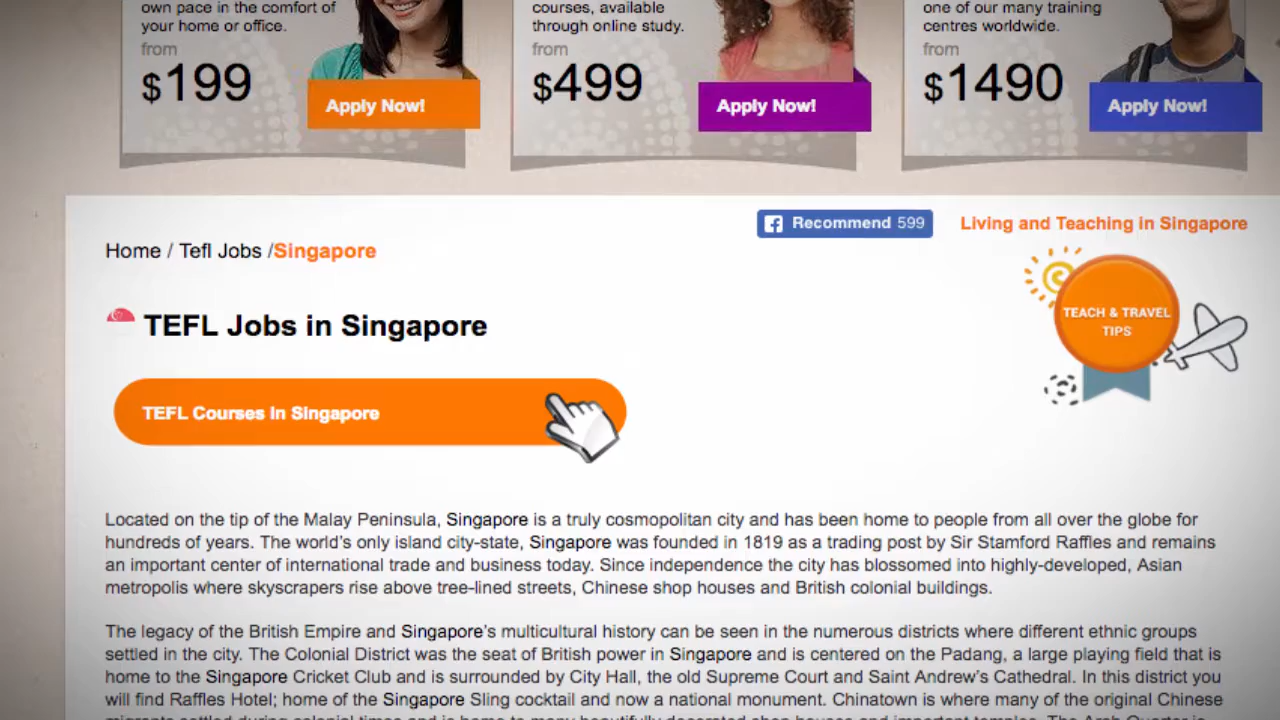 own pace in the comfort of
your home or office.
from
$199
Apply Now!
courses, available
through online study.
from
$499
Apply Now!
one of our many training
centres worldwide.
from
$1490
Apply Now!
Recommend 599
Living and Teaching in Singapore
Home / Tefl Jobs /Singapore
TEACH & TRAVEL
TIPS
TEFL Jobs in Singapore
TEFL Courses in Singapore
Located on the tip of the Malay Peninsula, Singapore is a truly cosmopolitan city and has been home to people from all over the globe for
hundreds of years. The world's only island city-state, Singapore was founded in 1819 as a trading post by Sir Stamford Raffles and remains
an important center of international trade and business today. Since independence the city has blossomed into highly-developed, Asian
metropolis where skyscrapers rise above tree-lined streets, Chinese shop houses and British colonial buildings.
The legacy of the British Empire and Singapore's multicultural history can be seen in the numerous districts where different ethnic groups
settled in the city. The Colonial District was the seat of British power in Singapore and is centered on the Padang, a large playing field that is
home to the Singapore Cricket Club and is surrounded by City Hall, the old Supreme Court and Saint Andrew's Cathedral. In this district you
will find Raffles Hotel; home of the Singapore Sling cocktail and now a national monument. Chinatown is where many of the original Chinese